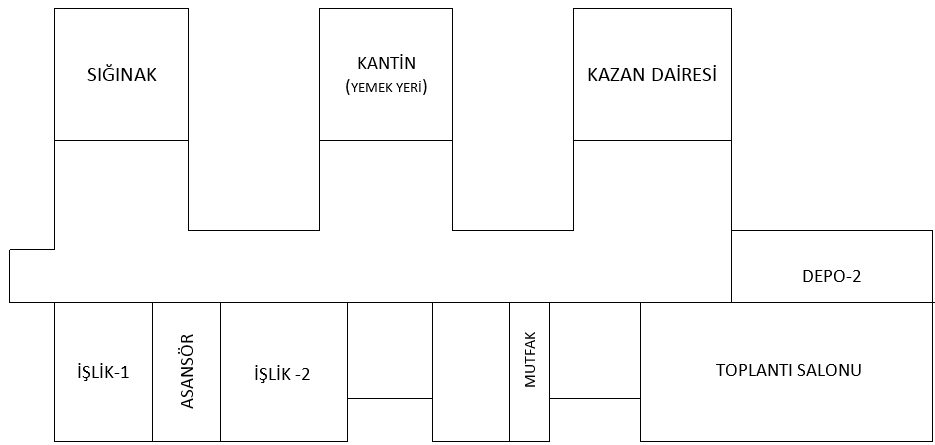 SIĞINAK
KANTİN
(YEMEK YERİ)
KAZAN DAİRESİ
DEPO-2
İŞLİK-1
ASANSÖR
İŞLİK -2
MUTFAK
TOPLANTI SALONU